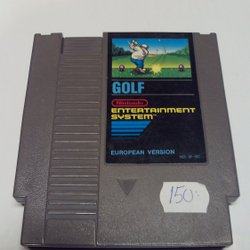 GOLF
Nintendo
ENTERTAINMENT
SYSTEM
EUROPEAN VERSION
150:-